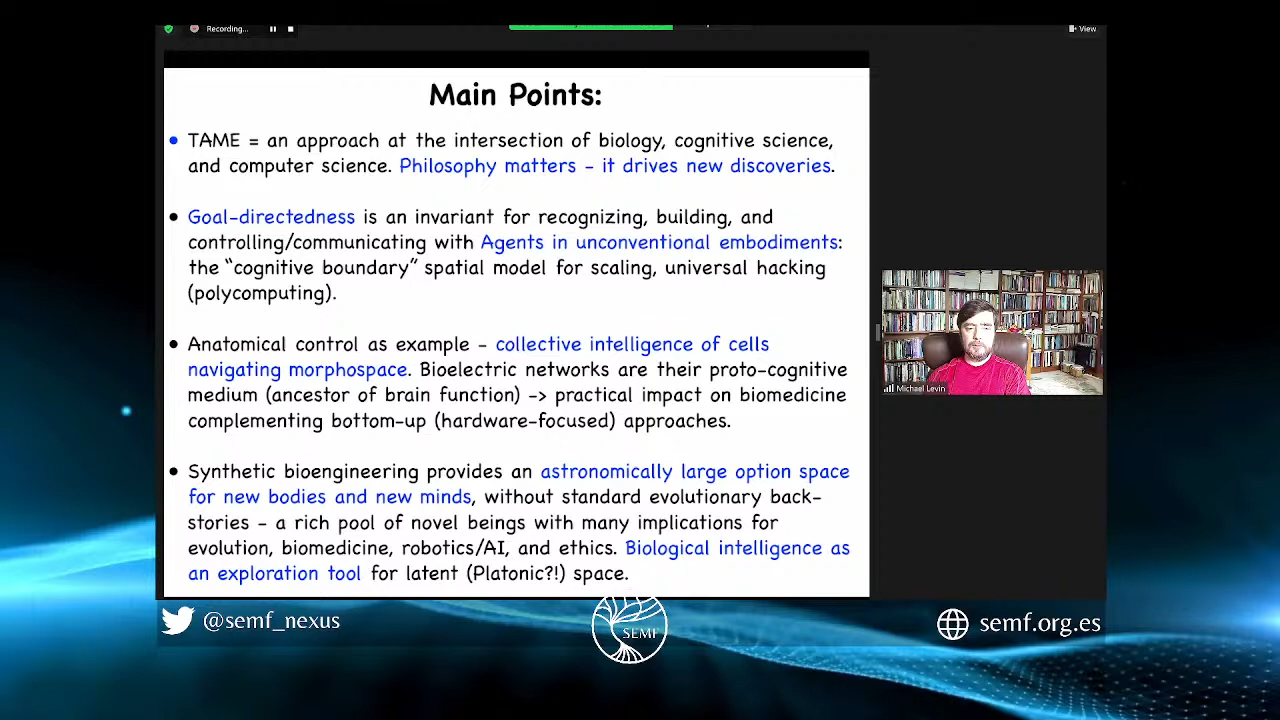 Recording...
View
Main Points:
• TAME = an approach at the intersection of biology, cognitive science,
and computer science. Philosophy matters - it drives new discoveries.
• Goal-directedness is an invariant for recognizing, building, and
controlling/communicating with Agents in unconventional embodiments:
the "cognitive boundary" spatial model for scaling, universal hacking
(polycomputing).
• Anatomical control as example - collective intelligence of cells
navigating morphospace. Bioelectric networks are their proto-cognitive
medium (ancestor of brain function) -> practical impact on biomedicine
complementing bottom-up (hardware-focused) approaches.
• Synthetic bioengineering provides an astronomically large option space
for new bodies and new minds, without standard evolutionary back-
stories - a rich pool of novel beings with many implications for
evolution, biomedicine, robotics/AI, and ethics. Biological intelligence as
an exploration tool for latent (Platonic?!) space.
Michael Levin
@semf_nexus
SEMF
semf.org.es